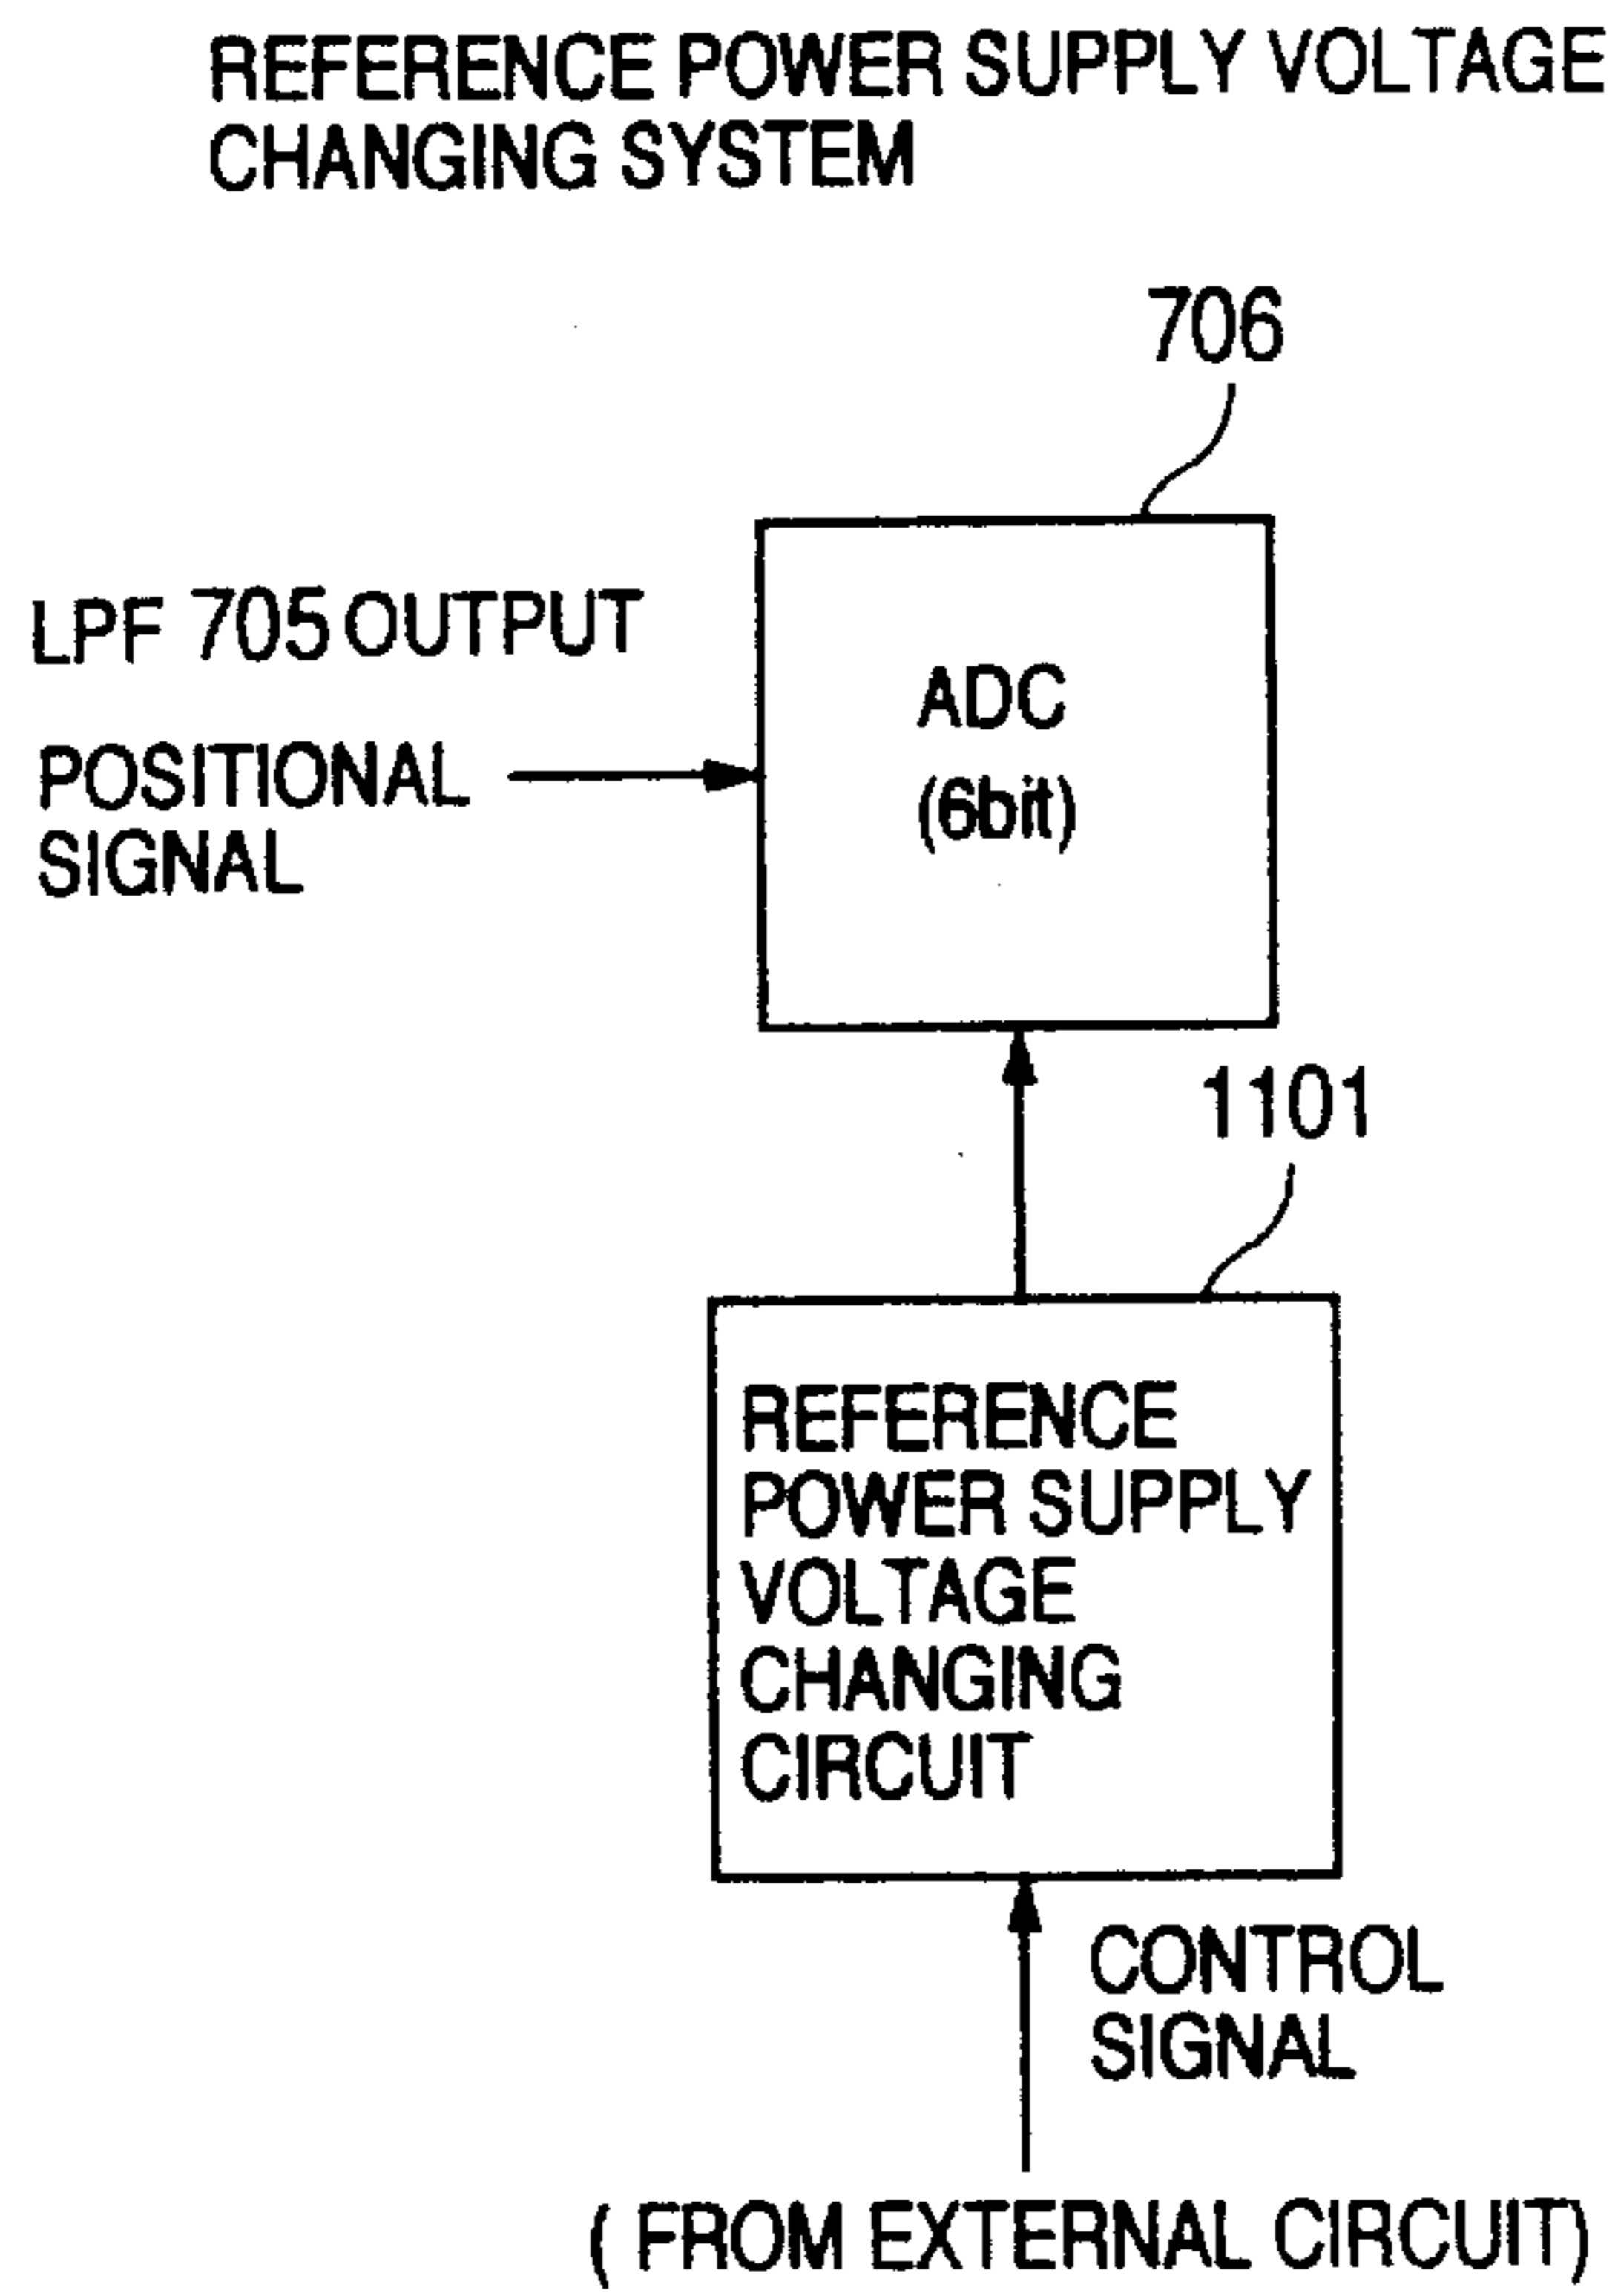 REFERENCE POWER SUPPLY VOLTAGE
CHANGING SYSTEM
706
LPF 705 OUTPUT
POSITIONAL
SIGNAL
ADC
(6bit)
1101
REFERENCE
POWER SUPPLY
VOLTAGE
CHANGING
CIRCUIT
CONTROL
SIGNAL
( FROM EXTERNAL CIRCUIT)